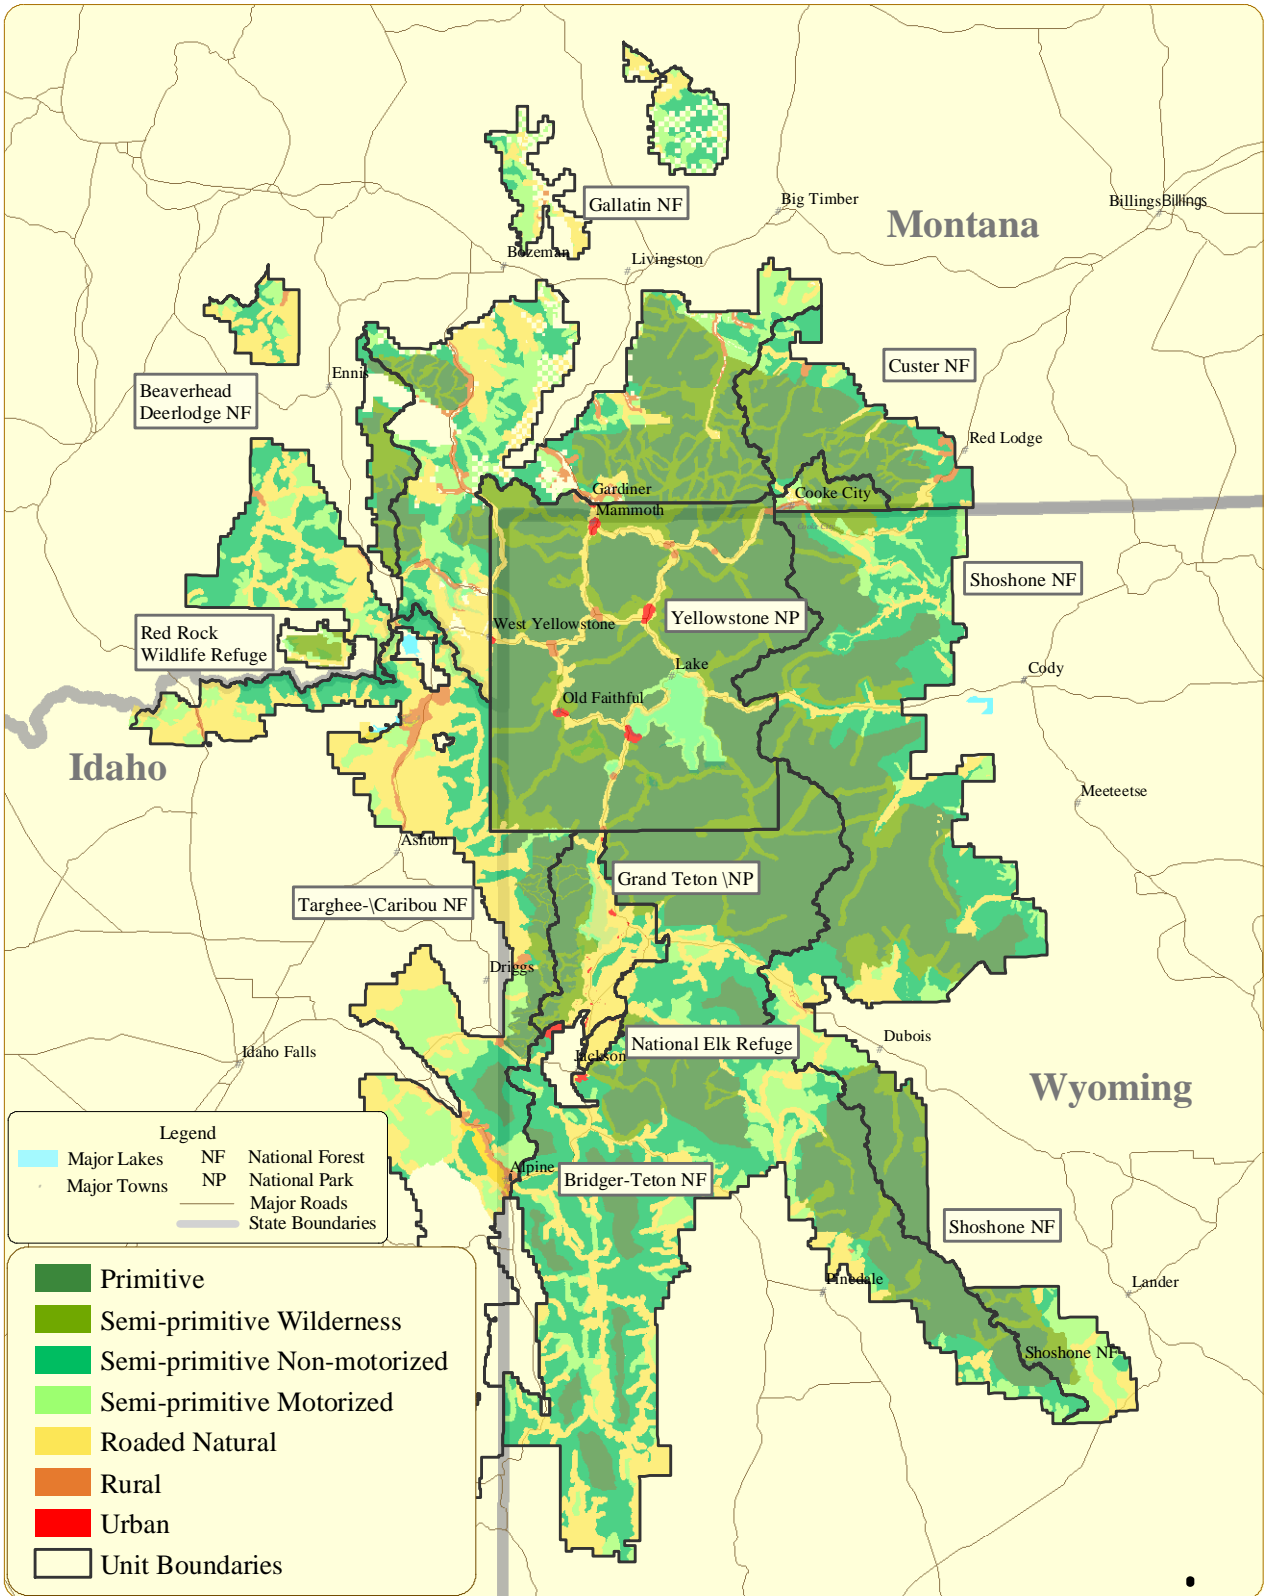 Gallatin NF
Big Timber
Billings
Billings
Montana
Bozeman
Livingston
Custer NF
Ennis
Beaverhead
Deerlodge NF
Red Lodge
Gardiner
Cooke City
Mammoth
Cooke City
Shoshone NF
West Yellowstone
Yellowstone NP
Red Rock
Wildlife Refuge
Lake
Cody
Old Faithful
Idaho
Meeteetse
Ashton
Grand Teton \NP
Targhee-\Caribou NF
Driggs
National Elk Refuge
Dubois
Idaho Falls
Jackson
Wyoming
Legend
Major Lakes
NF National Forest
Major Towns
NP National Park
Major Roads
State Boundaries
Alpine
Bridger-Teton NF
Shoshone NF
Pinedale
Lander
Shoshone NF
Primitive
Semi-primitive Wilderness
Semi-primitive Non-motorized
Semi-primitive Motorized
Roaded Natural
Rural
Urban
Unit Boundaries